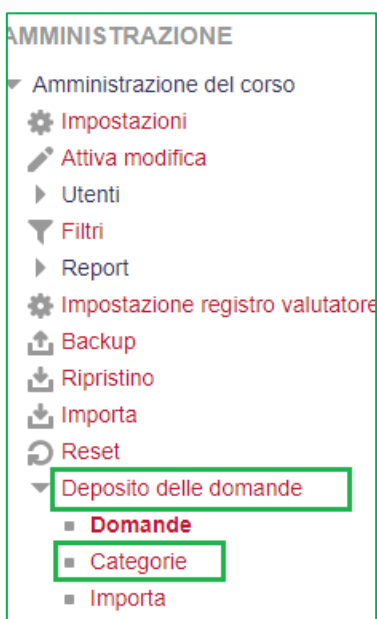 AMMINISTRAZIONE
Amministrazione del corso
Impostazioni
Attiva modifica
Utenti
Filtri
Report
Impostazione registro valutatore
Backup
Ripristino
Importa
Reset
Deposito delle domande
Domande
Categorie
Importa